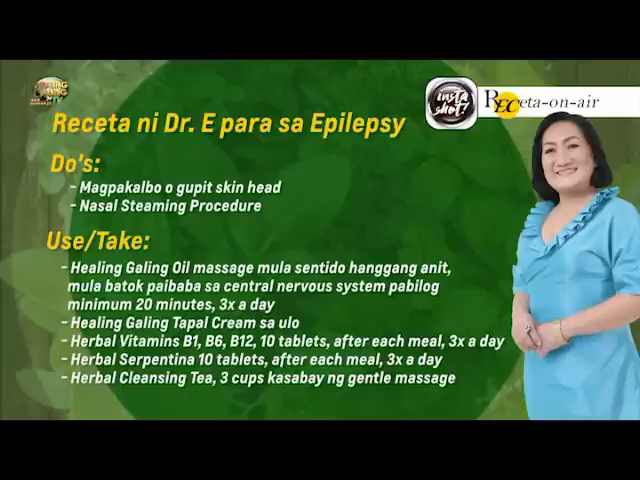 insta shot?
RECeta-on-air
Receta ni Dr. E para sa Epilepsy
Do's:
- Magpakalbo o gupit skin head
- Nasal Steaming Procedure
Use/Take:
- Healing Galing Oil massage mula sentido hanggang anit,
mula batok paibaba sa central nervous system pabilog
minimum 20 minutes, 3x a day
- Healing Galing Tapal Cream sa ulo
- Herbal Vitamins B1, B6, B12, 10 tablets, after each meal, 3x a day
- Herbal Serpentina 10 tablets, after each meal, 3x a day
- Herbal Cleansing Tea, 3 cups kasabay ng gentle massage